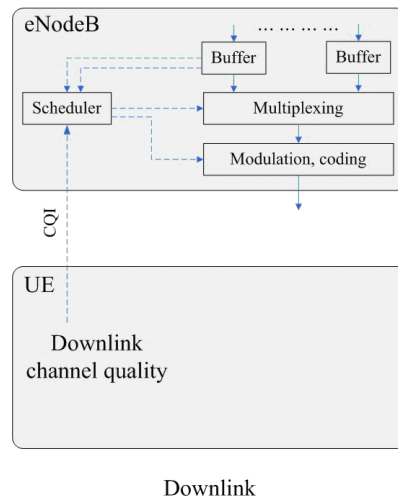 eNodeB
… … … …
Buffer
Buffer
Scheduler
Multiplexing
Modulation, coding
CQI
UE
Downlink
channel quality
Downlink